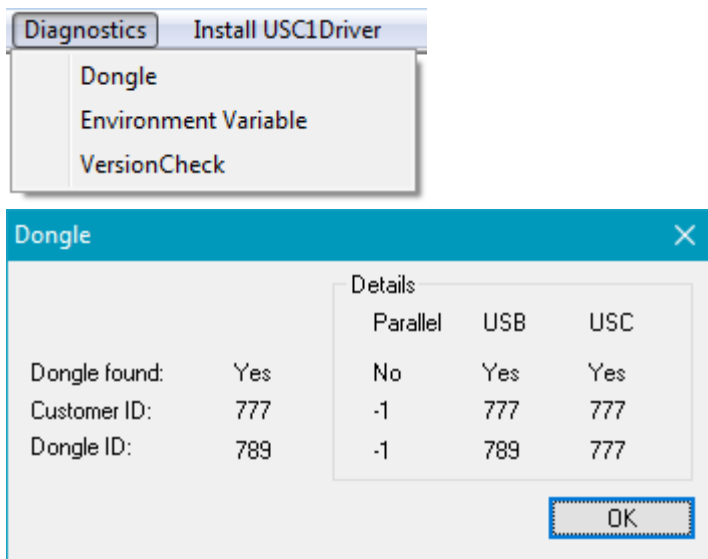 Diagnostics Install USC1Driver
Dongle
Environment Variable
VersionCheck
Dongle
Details
Parallel USB USC
Dongle found: Yes No Yes Yes
Customer ID: 777 -1 777 777
Dongle ID: 789 -1 789 777
OK